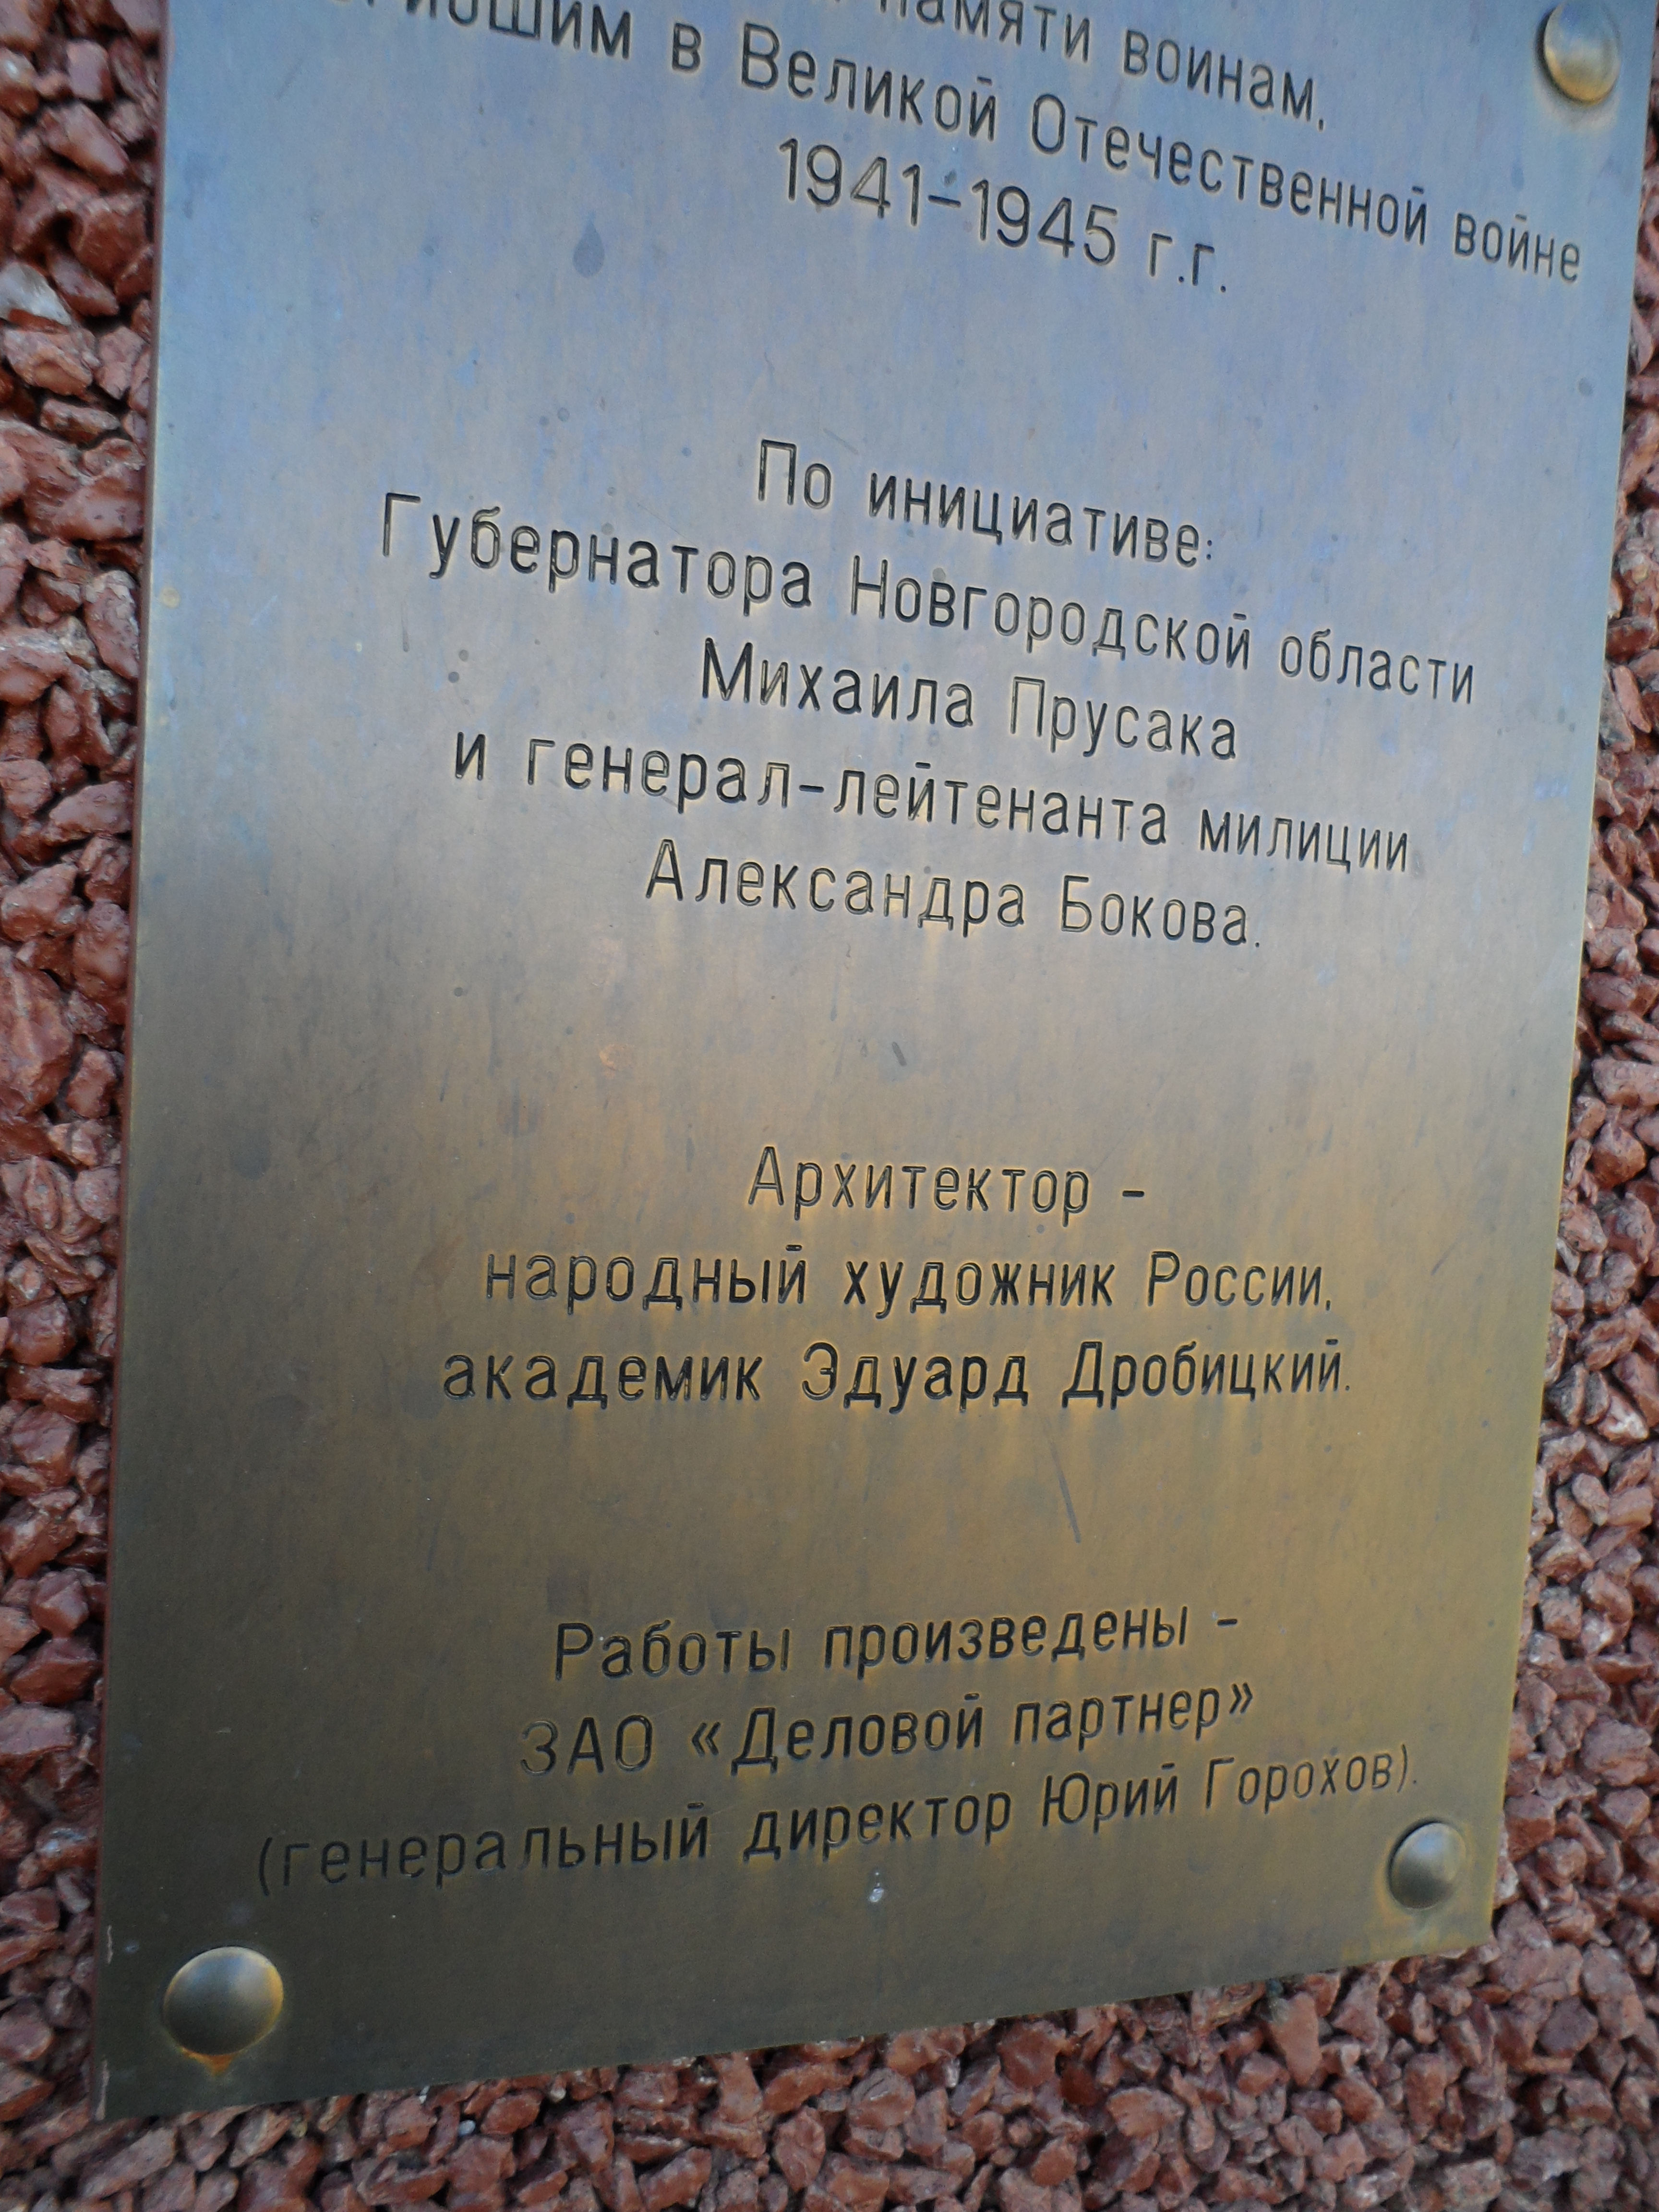 памяти воинам,
в Великой Отечественной войне
1941-1945 г.г.
По инициативе:
Губернатора Новгородской области
Михаила Прусака
и генерал-лейтенанта милиции
Александра Бокова.
Архитектор -
народный художник России,
академик Эдуард Дробицкий.
Работы произведены -
ЗАО «Деловой партнер»
(генеральный директор Юрий Горохов).